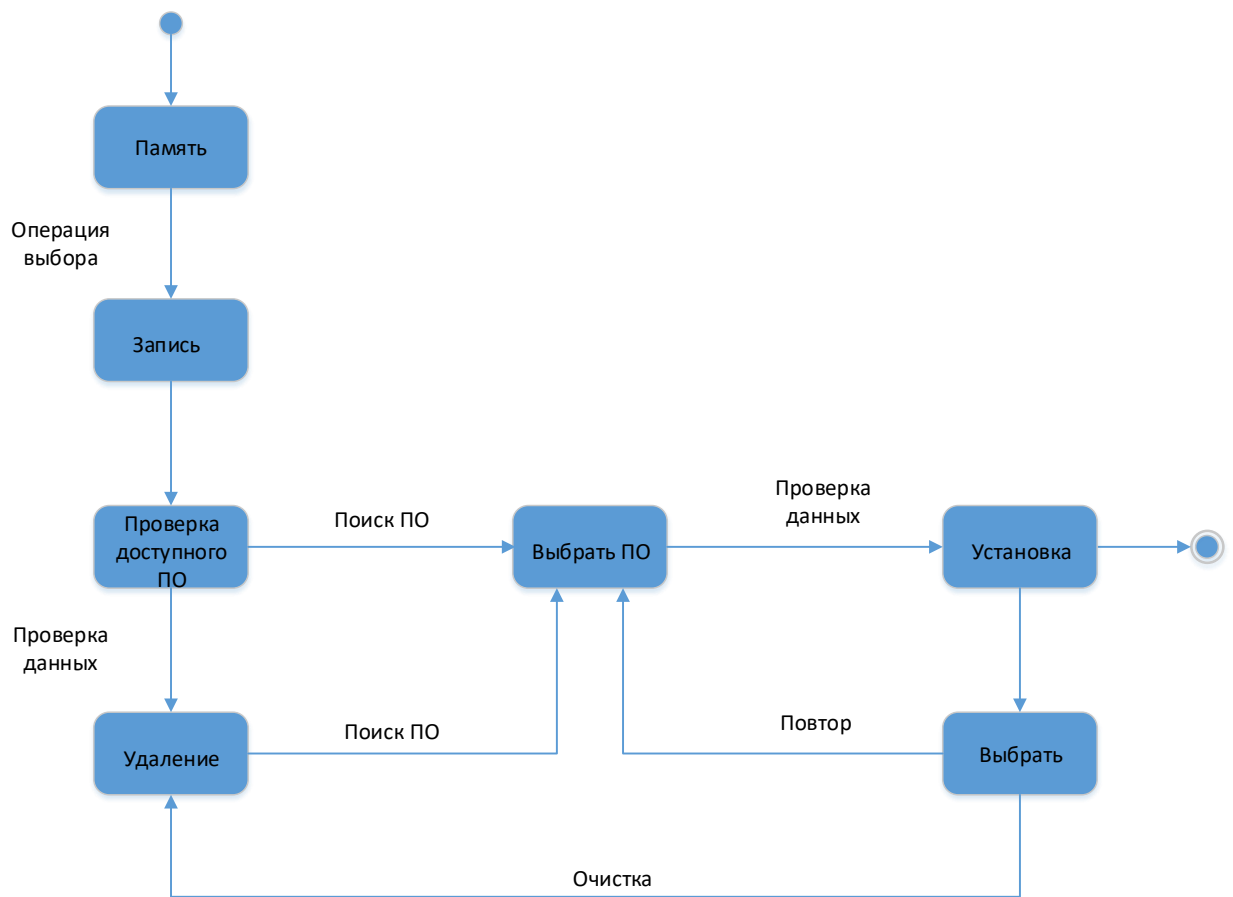 Память
Операция
выбора
Запись
Проверка
доступного
ПО
Поиск ПО
Выбрать ПО
Проверка
данных
Установка
Проверка
данных
Удаление
Поиск ПО
Повтор
Выбрать
Очистка